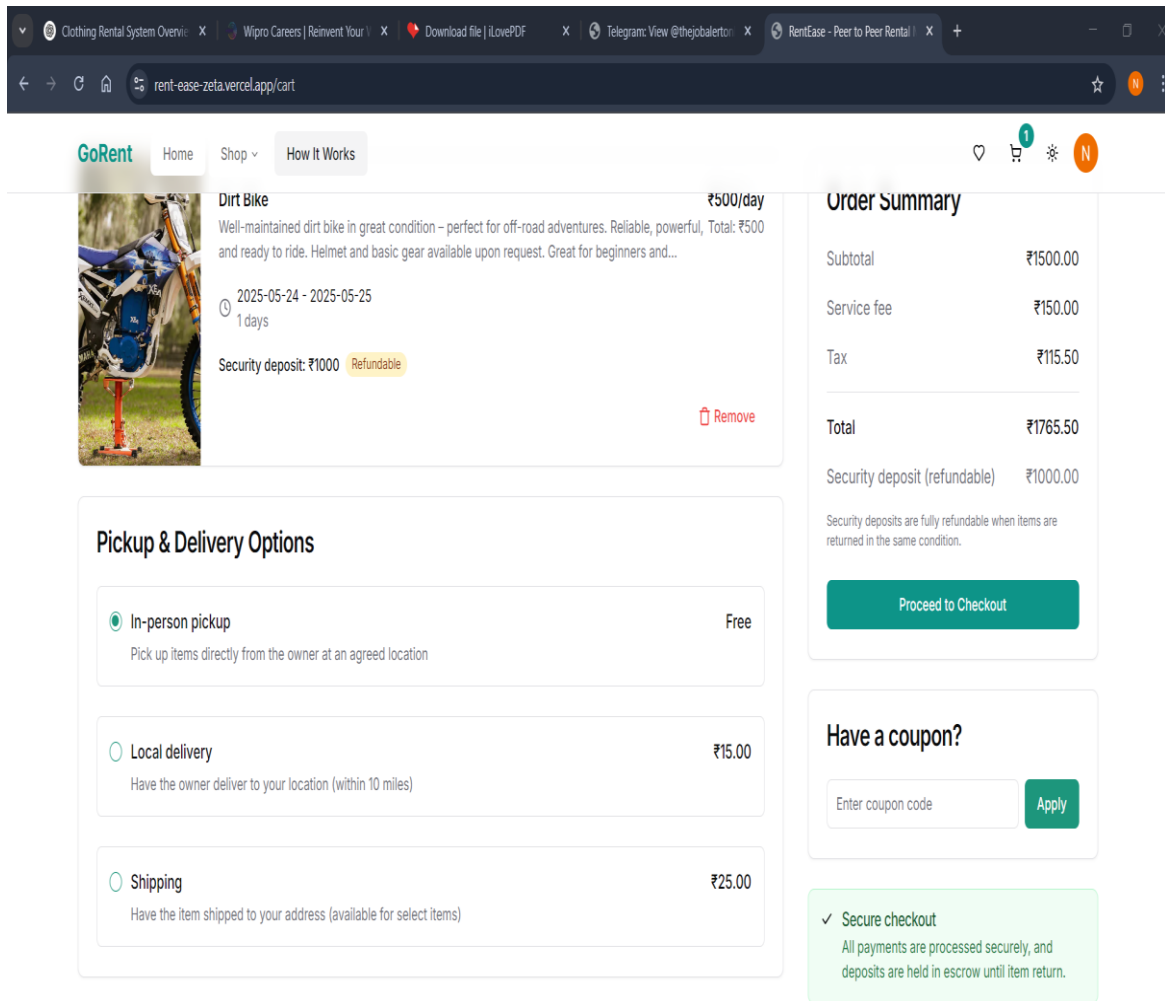 Clothing Rental System Overvie
Wipro Careers | Reinvent Your V
Download file | iLovePDF
Telegram: View @thejobalerton
RentEase - Peer to Peer Rental
rent-ease-zeta.vercel.app/cart
N
GoRent
Home
Shop
How It Works
1
N
Dirt Bike
₹500/day
Well-maintained dirt bike in great condition – perfect for off-road adventures. Reliable, powerful,
Total: ₹500
and ready to ride. Helmet and basic gear available upon request. Great for beginners and...
2025-05-24 - 2025-05-25
1 days
Security deposit: ₹1000
Refundable
Remove
Pickup & Delivery Options
In-person pickup
Free
Pick up items directly from the owner at an agreed location
Local delivery
₹15.00
Have the owner deliver to your location (within 10 miles)
Shipping
₹25.00
Have the item shipped to your address (available for select items)
Order Summary
Subtotal
₹1500.00
Service fee
₹150.00
Tax
₹115.50
Total
₹1765.50
Security deposit (refundable)
₹1000.00
Security deposits are fully refundable when items are
returned in the same condition.
Proceed to Checkout
Have a coupon?
Enter coupon code
Apply
Secure checkout
All payments are processed securely, and
deposits are held in escrow until item return.